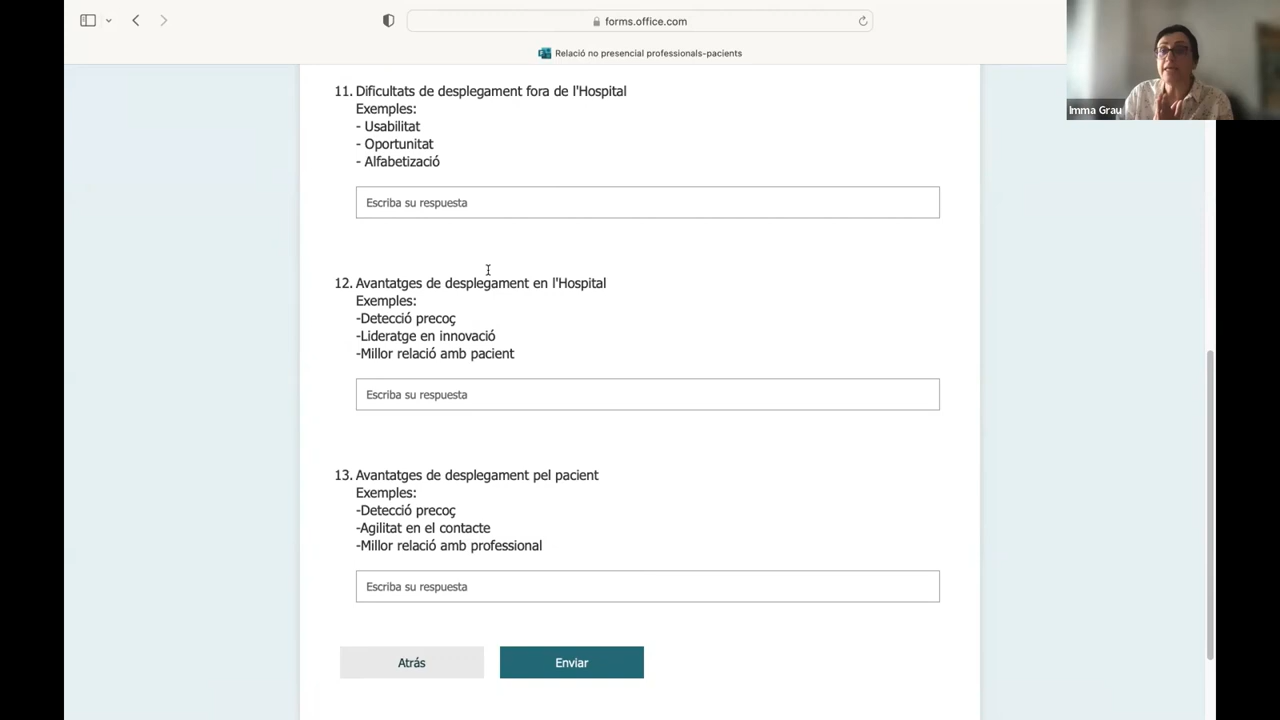 forms.office.com
Relació no presencial professionals-pacients
Imma Grau
11. Dificultats de desplegament fora de l'Hospital
Exemples:
- Usabilitat
- Oportunitat
- Alfabetizació
Escriba su respuesta
12. Avantatges de desplegament en l'Hospital
Exemples:
-Detecció precoç
-Lideratge en innovació
-Millor relació amb pacient
Escriba su respuesta
13. Avantatges de desplegament pel pacient
Exemples:
-Detecció precoç
-Agilitat en el contacte
-Millor relació amb professional
Escriba su respuesta
Atrás
Enviar